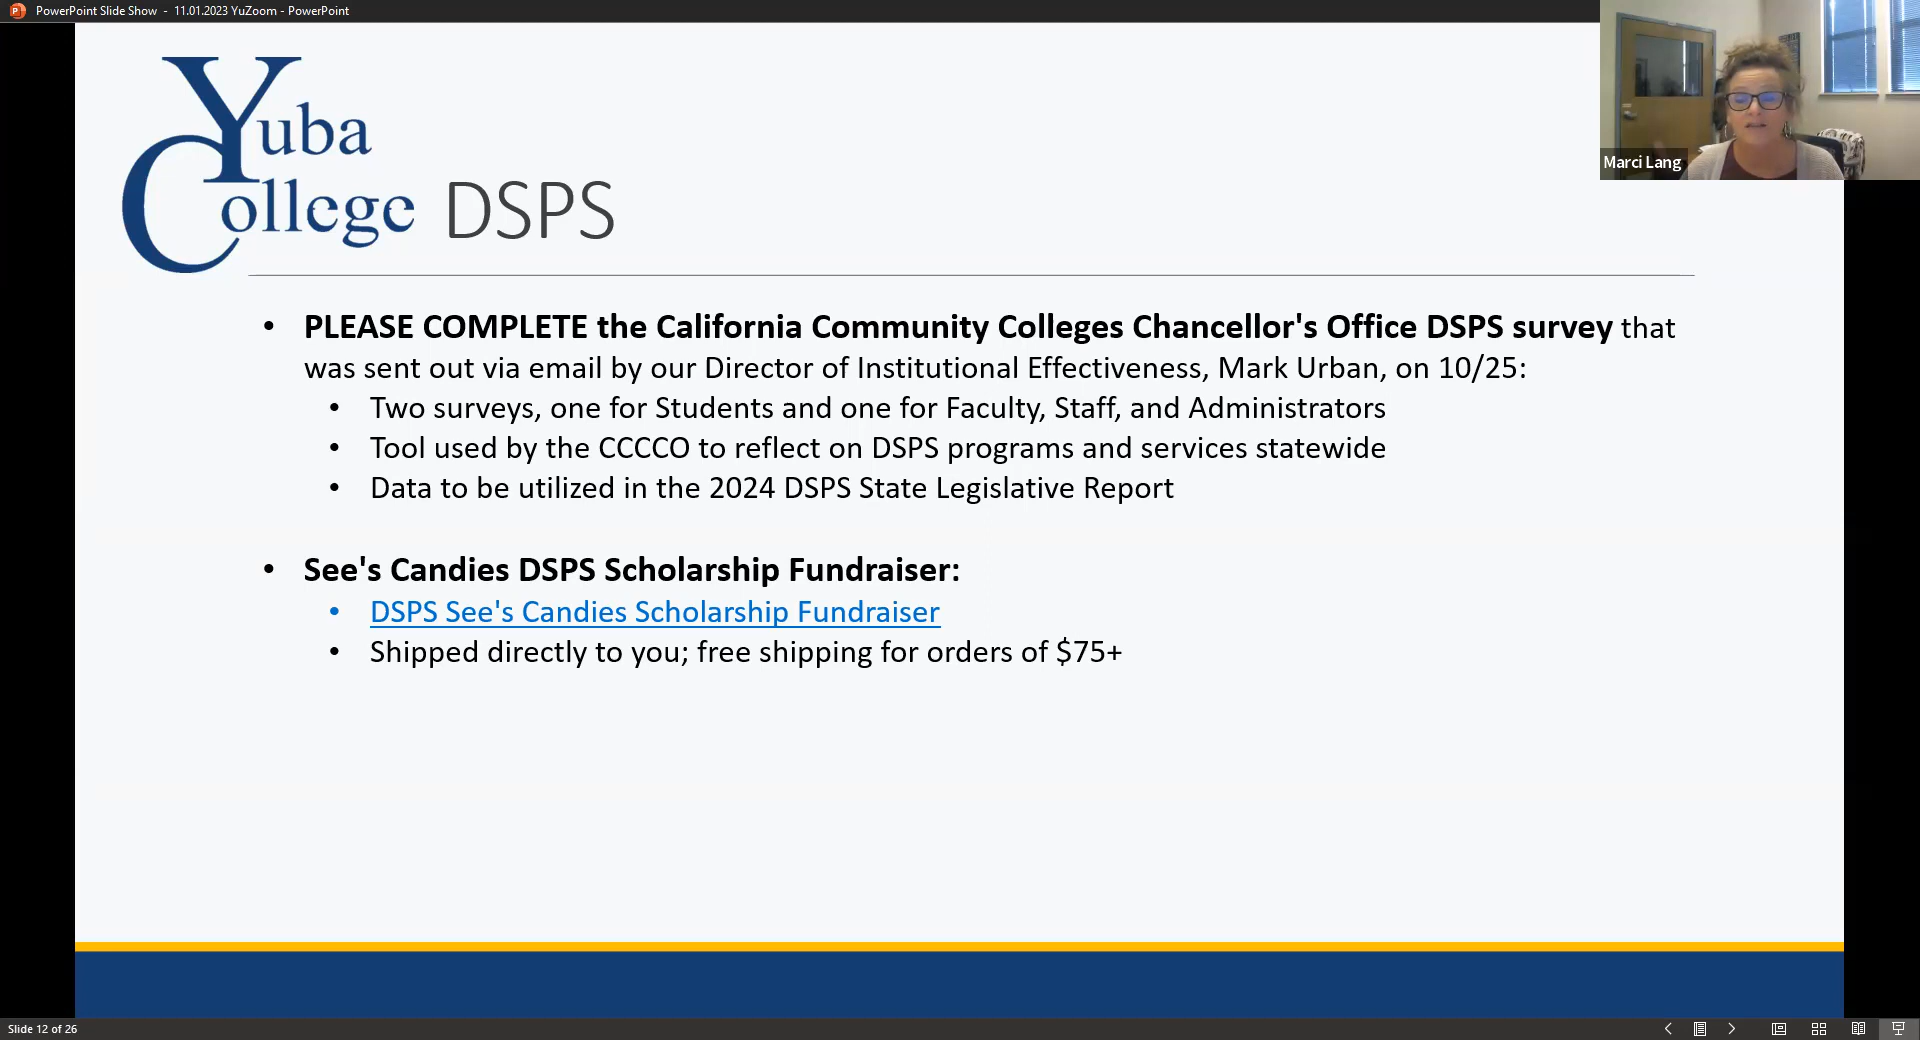 PowerPoint Slide Show - 11.01.2023 YuZoom - PowerPoint
Marci Lang
Yuba
College DSPS
• PLEASE COMPLETE the California Community Colleges Chancellor's Office DSPS survey that
was sent out via email by our Director of Institutional Effectiveness, Mark Urban, on 10/25:
• Two surveys, one for Students and one for Faculty, Staff, and Administrators
• Tool used by the CCCCO to reflect on DSPS programs and services statewide
• Data to be utilized in the 2024 DSPS State Legislative Report
• See's Candies DSPS Scholarship Fundraiser:
• DSPS See's Candies Scholarship Fundraiser
• Shipped directly to you; free shipping for orders of $75+
Slide 12 of 26